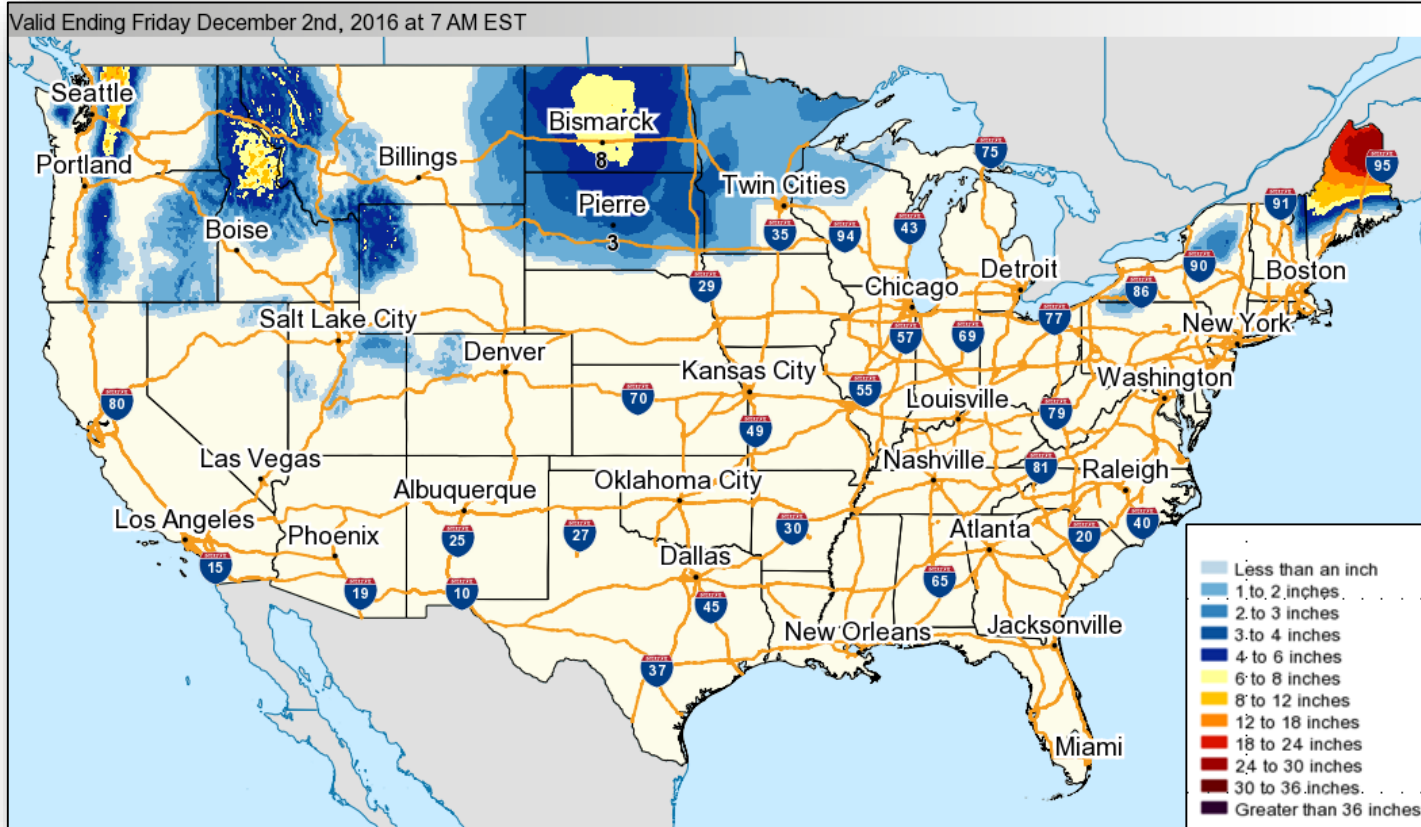 Valid Ending Friday December 2nd, 2016 at 7 AM EST
Seattle
Bismarck
8
75
Portland
Billings
95
Twin Cities
Pierre
3
91
Boise
35
94
43
90
Boston
Detroit
29
Chicago
86
Salt Lake City
77
New York
57
69
Denver
Kansas City
Washington
80
70
55
Louisville
79
49
Las Vegas
Nashville
81
Raleigh
Albuquerque
Oklahoma City
Los Angeles
Phoenix
25
27
30
Atlanta
20
40
15
Dallas
19
10
65
45
New Orleans
Jacksonville
37
Miami
Less than an inch
1 to 2 inches
2 to 3 inches
3 to 4 inches
4 to 6 inches
6 to 8 inches
8 to 12 inches
12 to 18 inches
18 to 24 inches
24 to 30 inches
30 to 36 inches
Greater than 36 inches